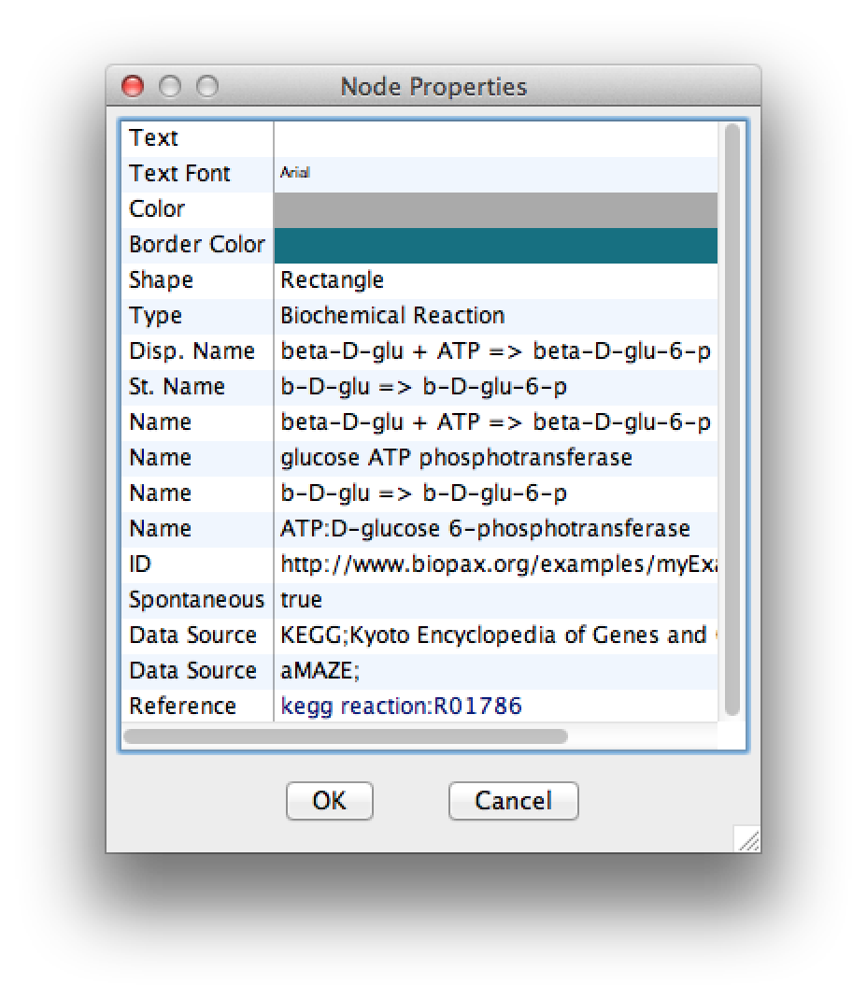 Node Properties
Text
Text Font Arial
Color
Border Color
Shape Rectangle
Type Biochemical Reaction
Disp. Name beta-D-glu + ATP => beta-D-glu-6-p
St. Name b-D-glu => b-D-glu-6-p
Name beta-D-glu + ATP => beta-D-glu-6-p
Name glucose ATP phosphotransferase
Name b-D-glu => b-D-glu-6-p
Name ATP:D-glucose 6-phosphotransferase
ID http://www.biopax.org/examples/myExa
Spontaneous true
Data Source KEGG;Kyoto Encyclopedia of Genes and
Data Source aMAZE;
Reference kegg reaction:R01786
OK Cancel